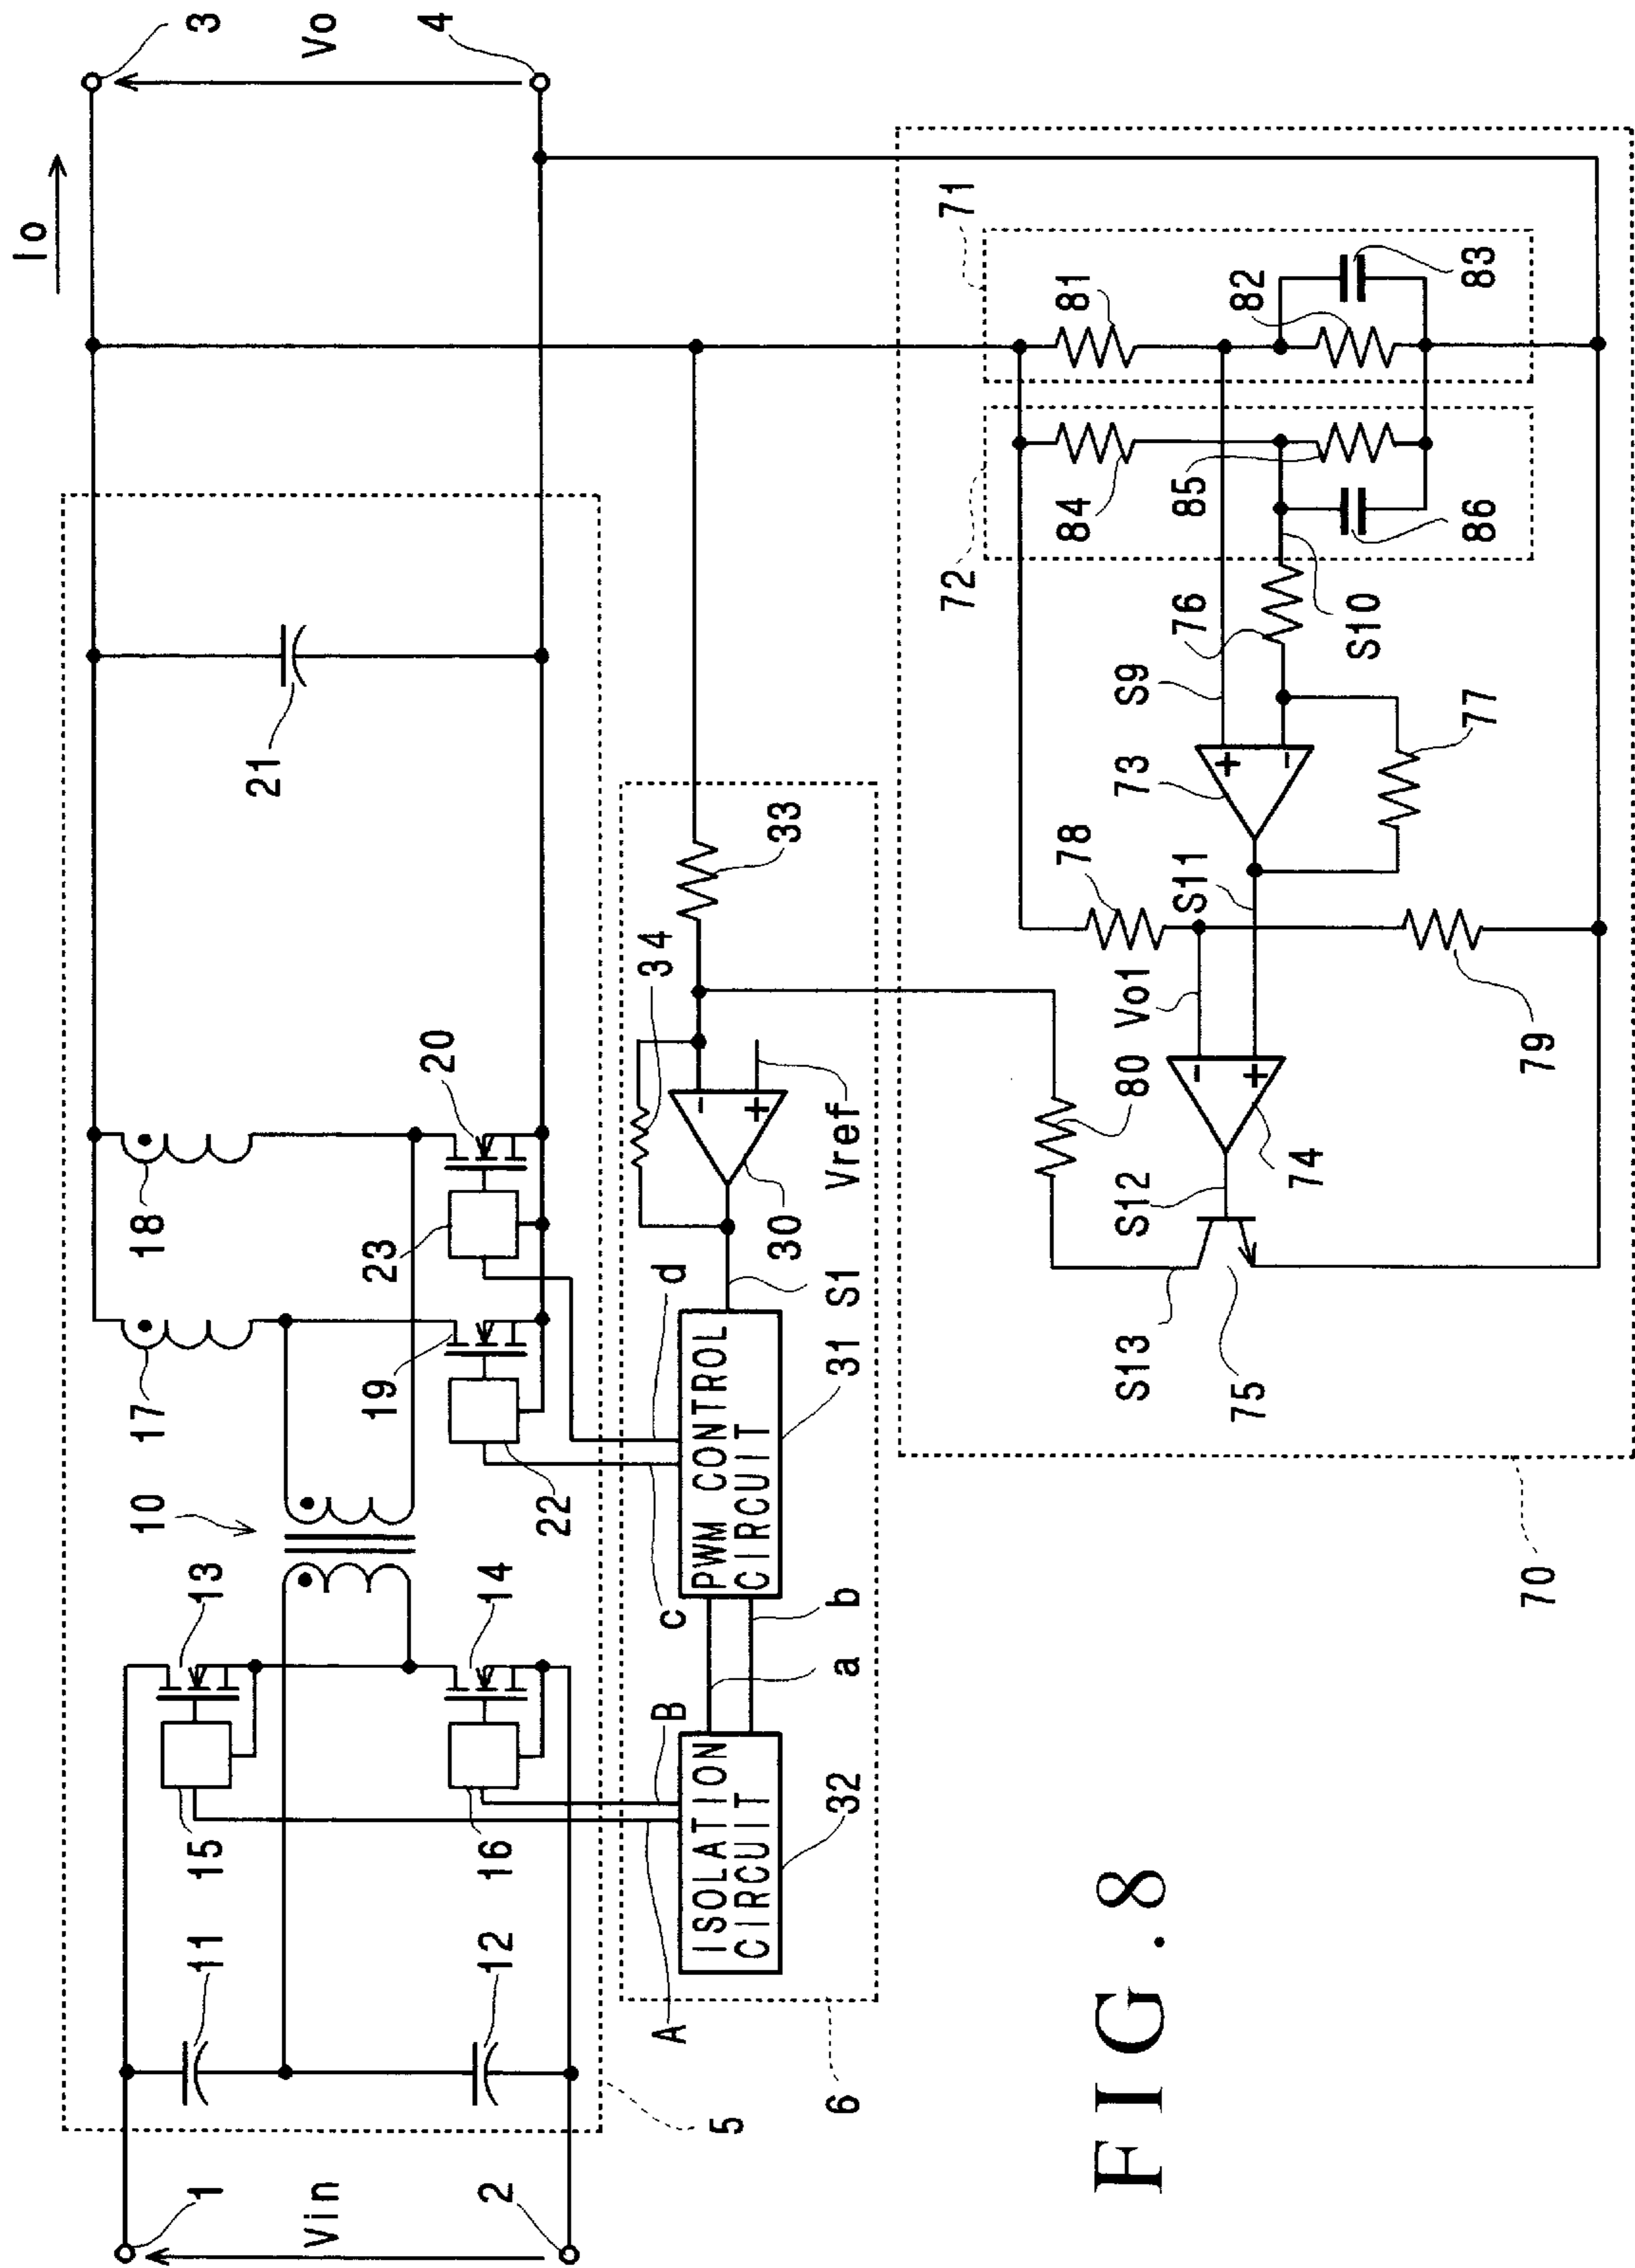 Io
3
Vo
4
1
Vin
2
11
12
13
14
15
16
10
17
18
19
20
21
22
23
5
A
B
a
b
c
d
ISOLATION
CIRCUIT
32
PWM CONTROL
CIRCUIT
31
S1
30
Vref
34
33
6
71
72
81
82
83
84
85
86
76
S10
S9
73
77
78
S11
Vo1
79
80
74
S12
S13
75
70
FIG.8